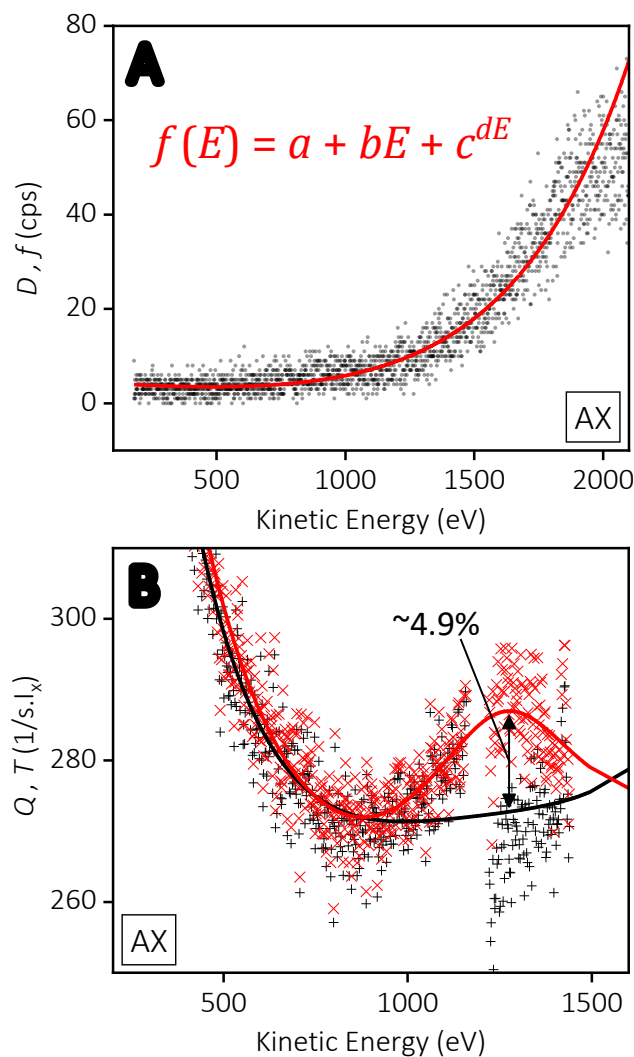 A
80
60
40
20
0
D, f (cps)
f (E) = a + bE + c^{dE}
AX
500
1000
1500
2000
Kinetic Energy (eV)
B
300
280
260
Q, T (1/s.I_x)
~4.9%
AX
500
1000
1500
Kinetic Energy (eV)